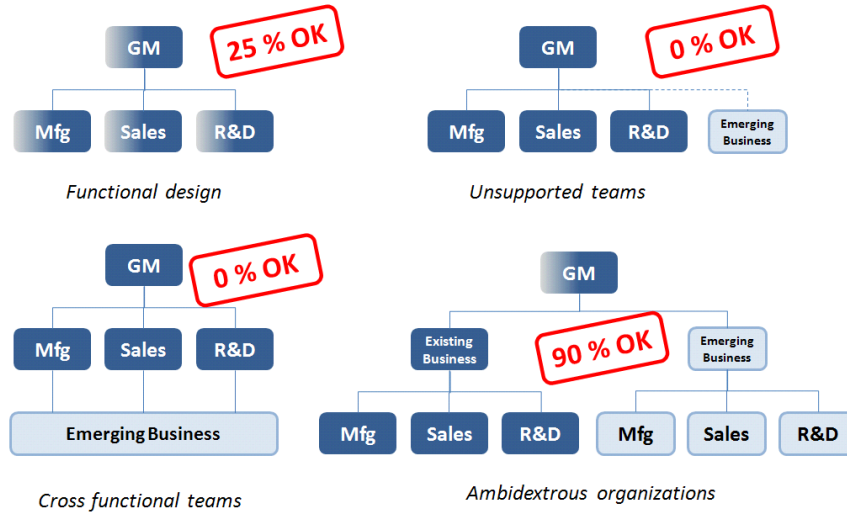 GM
25 % OK
Mfg
Sales
R&D
Functional design
GM
0 % OK
Mfg
Sales
R&D
Emerging
Business
Unsupported teams
GM
0 % OK
Mfg
Sales
R&D
Emerging Business
Cross functional teams
GM
Existing
Business
90 % OK
Emerging
Business
Mfg
Sales
R&D
Mfg
Sales
R&D
Ambidextrous organizations